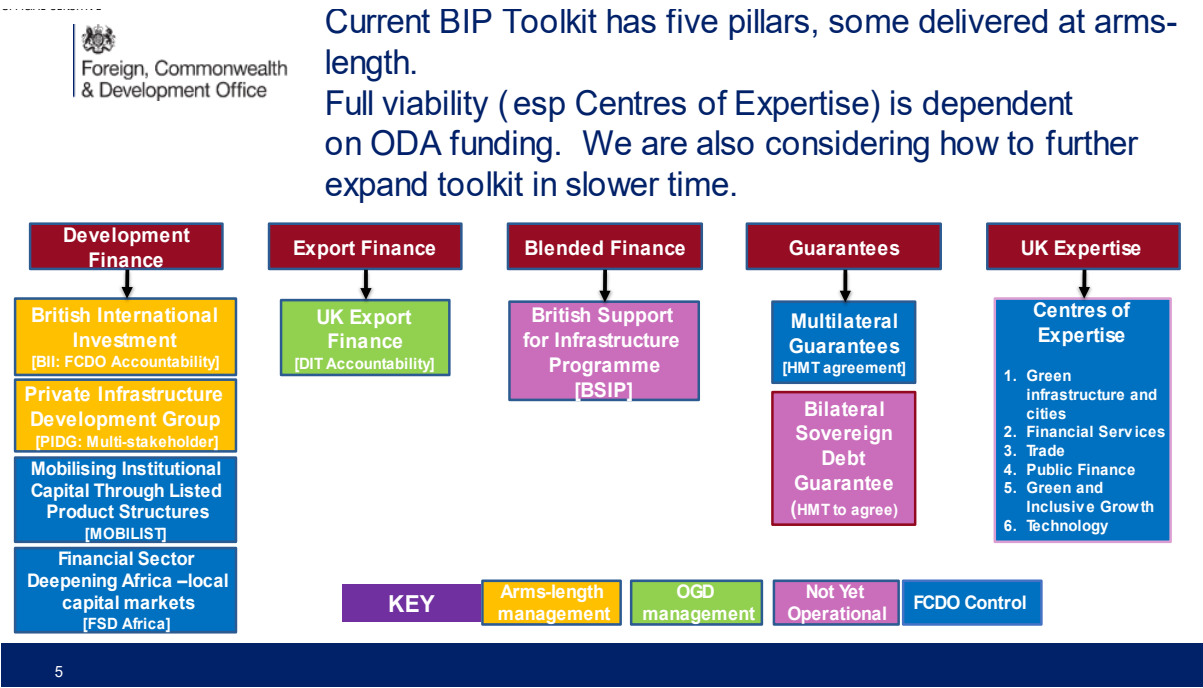 Foreign, Commonwealth
& Development Office
Current BIP Toolkit has five pillars, some delivered at arms-
length.
Full viability (esp Centres of Expertise) is dependent
on ODA funding. We are also considering how to further
expand toolkit in slower time.
Development
Finance
British International
Investment
[BII: FCDO Accountability]
Private Infrastructure
Development Group
[PIDG: Multi-stakeholder]
Mobilising Institutional
Capital Through Listed
Product Structures
[MOBILIST]
Financial Sector
Deepening Africa –local
capital markets
[FSD Africa]
Export Finance
UK Export
Finance
[DIT Accountability]
Blended Finance
British Support
for Infrastructure
Programme
[BSIP]
Guarantees
Multilateral
Guarantees
[HMT agreement]
Bilateral
Sovereign
Debt
Guarantee
(HMT to agree)
UK Expertise
Centres of
Expertise
1. Green
infrastructure and
cities
2. Financial Services
3. Trade
4. Public Finance
5. Green and
Inclusive Growth
6. Technology
KEY
Arms-length
management
OGD
management
Not Yet
Operational
FCDO Control
5